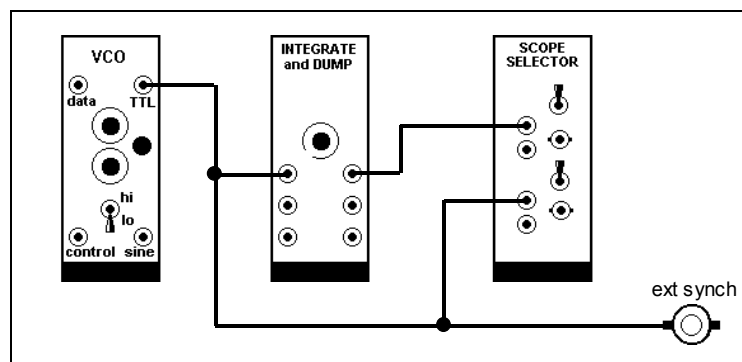 VCO
data
TTL
hi
lo
control
sine
INTEGRATE
and DUMP
SCOPE
SELECTOR
ext synch